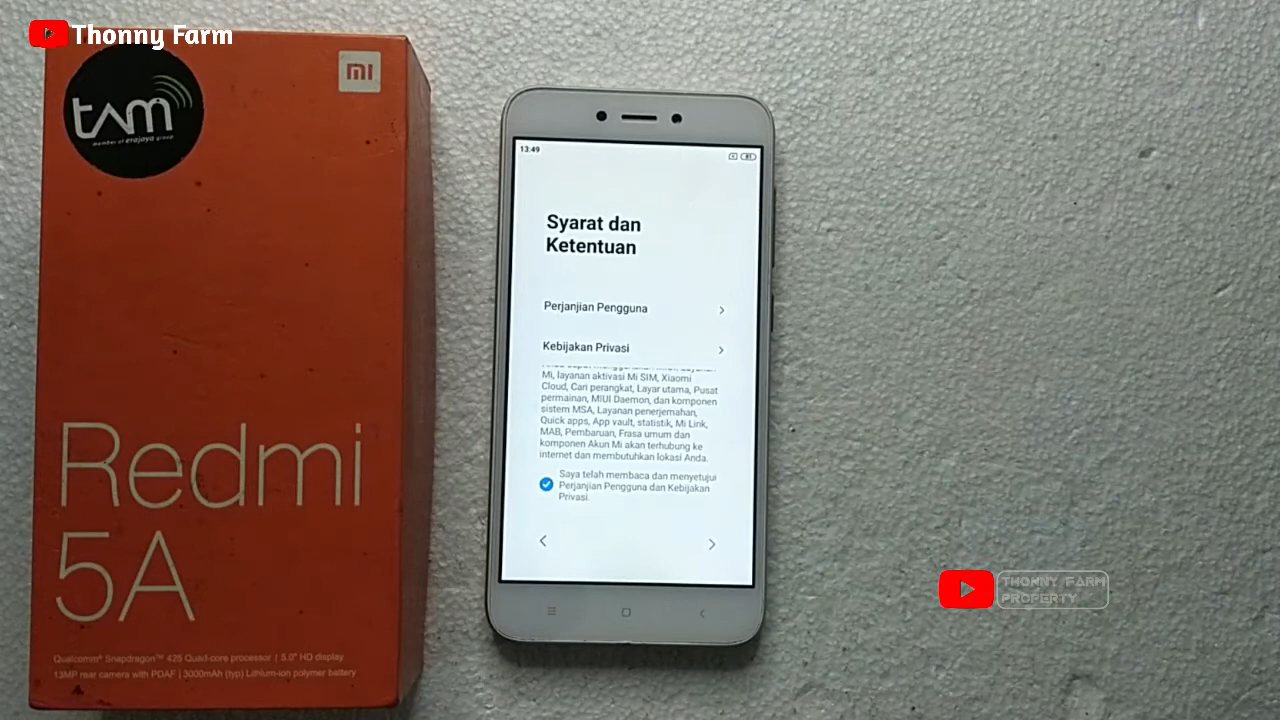 Thonny Farm
tam
member of erajaya group
mi
Redmi
5A
Qualcomm® Snapdragon™ 425 Quad-core processor | 5.0" HD display
13MP rear camera with PDAF | 3000mAh (typ) Lithium-ion polymer battery
13:49
81
Syarat dan
Ketentuan
Perjanjian Pengguna
Kebijakan Privasi
Mi, layanan aktivasi Mi SIM, Xiaomi
Cloud, Cari perangkat, Layar utama, Pusat
permainan, MIUI Daemon, dan komponen
sistem MSA, Layanan penerjemahan,
Quick apps, App vault, statistik, Mi Link,
MAB, Pembaruan, Frasa umum dan
komponen Akun Mi akan terhubung ke
internet dan membutuhkan lokasi Anda.
Saya telah membaca dan menyetujui
Perjanjian Pengguna dan Kebijakan
Privasi.
THONNY FARM
PROPERTY